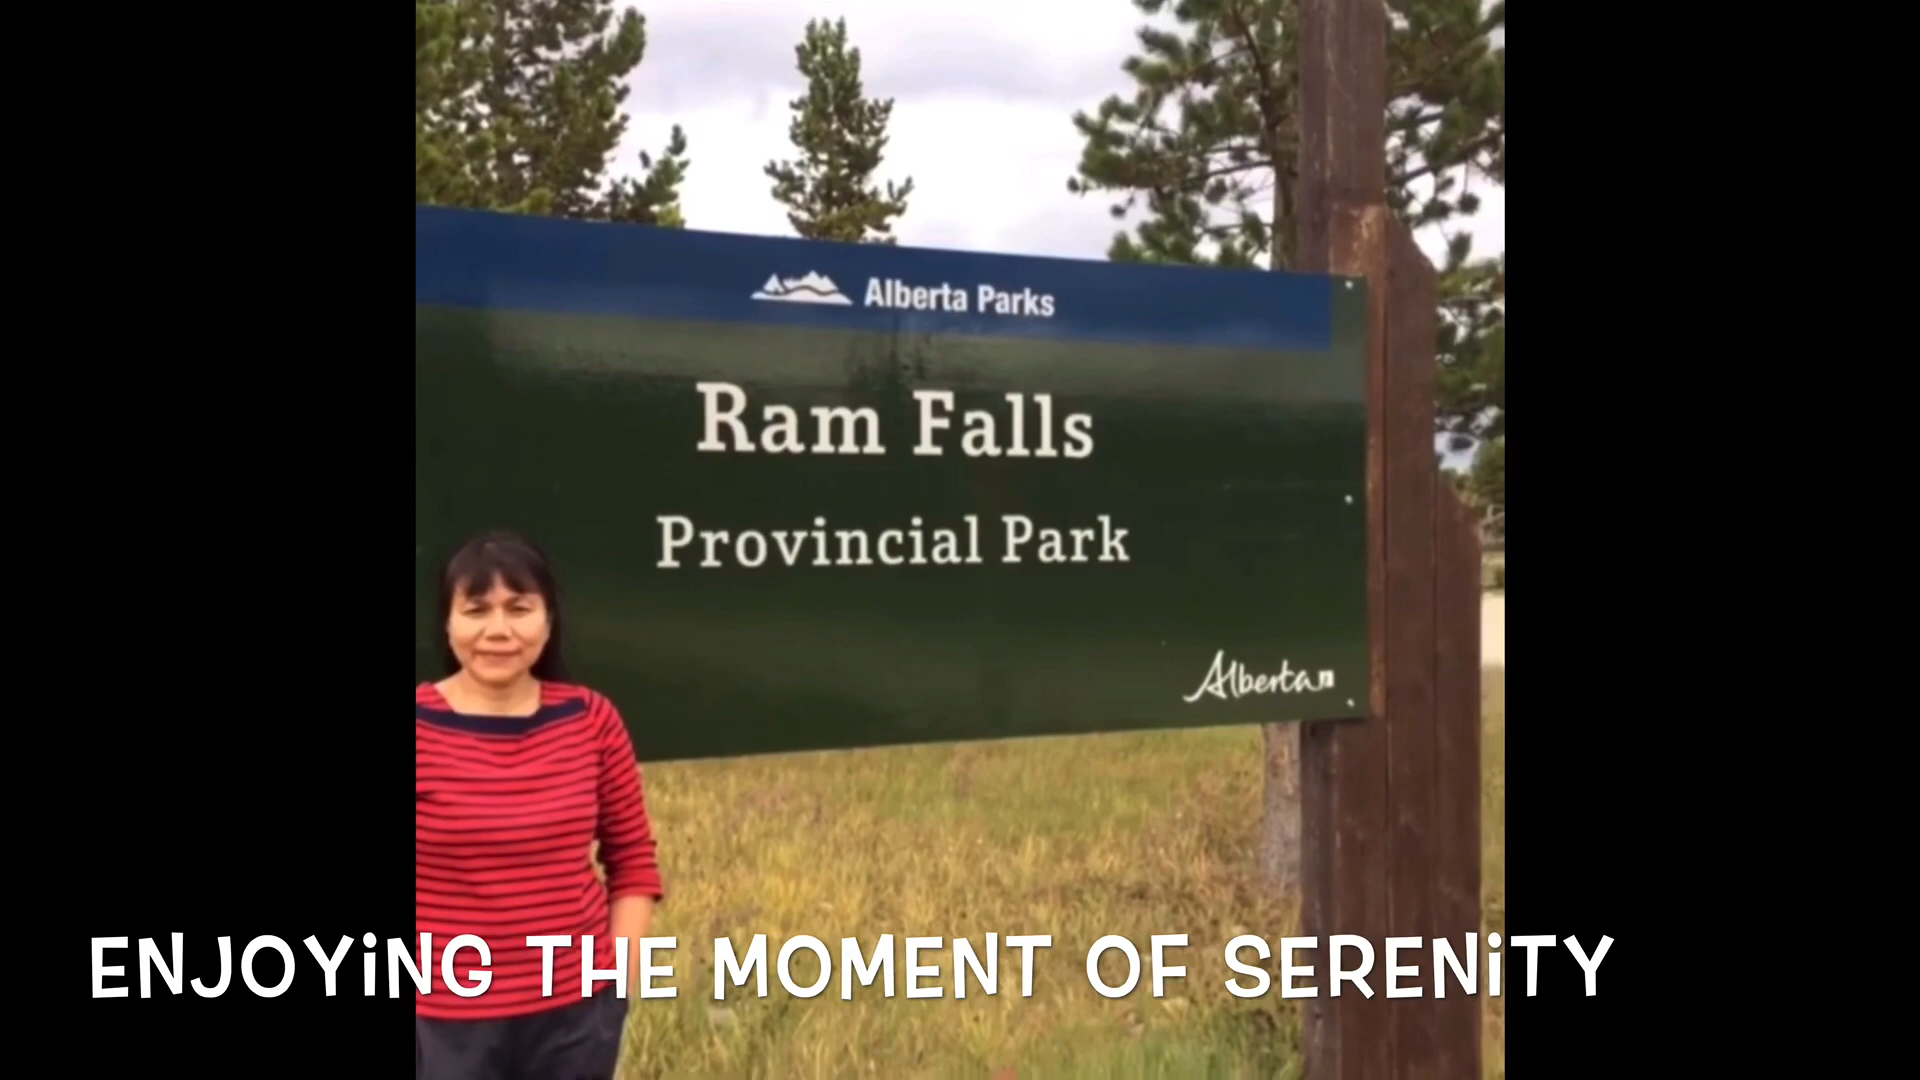 Alberta Parks
Ram Falls
Provincial Park
Alberta
ENJOYiNG THE MOMENT OF SERENiTY